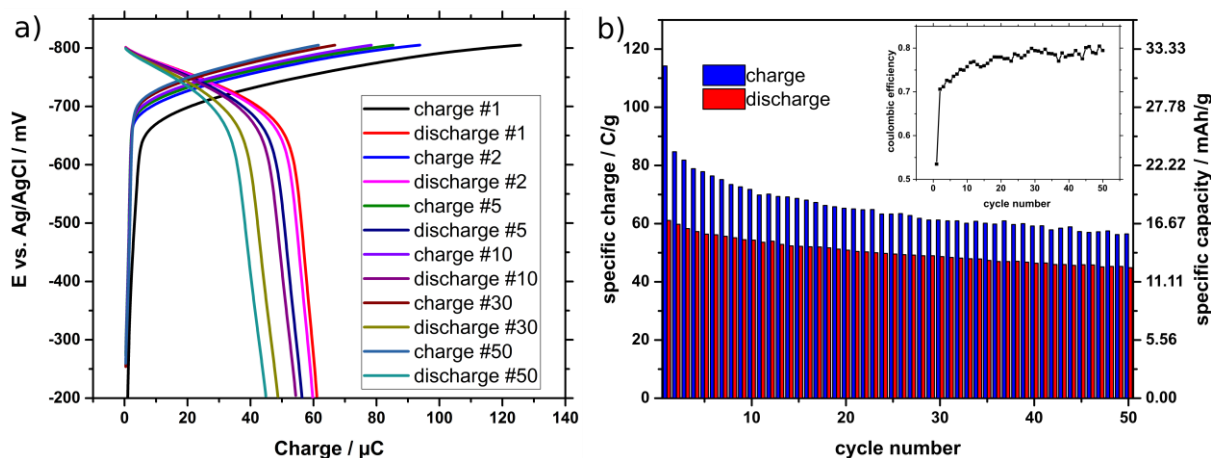 a)
E vs. Ag/AgCl / mV
-800
-700
-600
-500
-400
-300
-200
0
20
40
60
80
100
120
140
Charge / µC
charge #1
discharge #1
charge #2
discharge #2
charge #5
discharge #5
charge #10
discharge #10
charge #30
discharge #30
charge #50
discharge #50
b)
specific charge / C/g
120
100
80
60
40
20
0
0
10
20
30
40
50
cycle number
charge
discharge
coulombic efficiency
0.8
0.7
0.6
0.5
0
10
20
30
40
50
60
cycle number
33.33
27.78
22.22
16.67
11.11
5.56
0.00
specific capacity / mAh/g